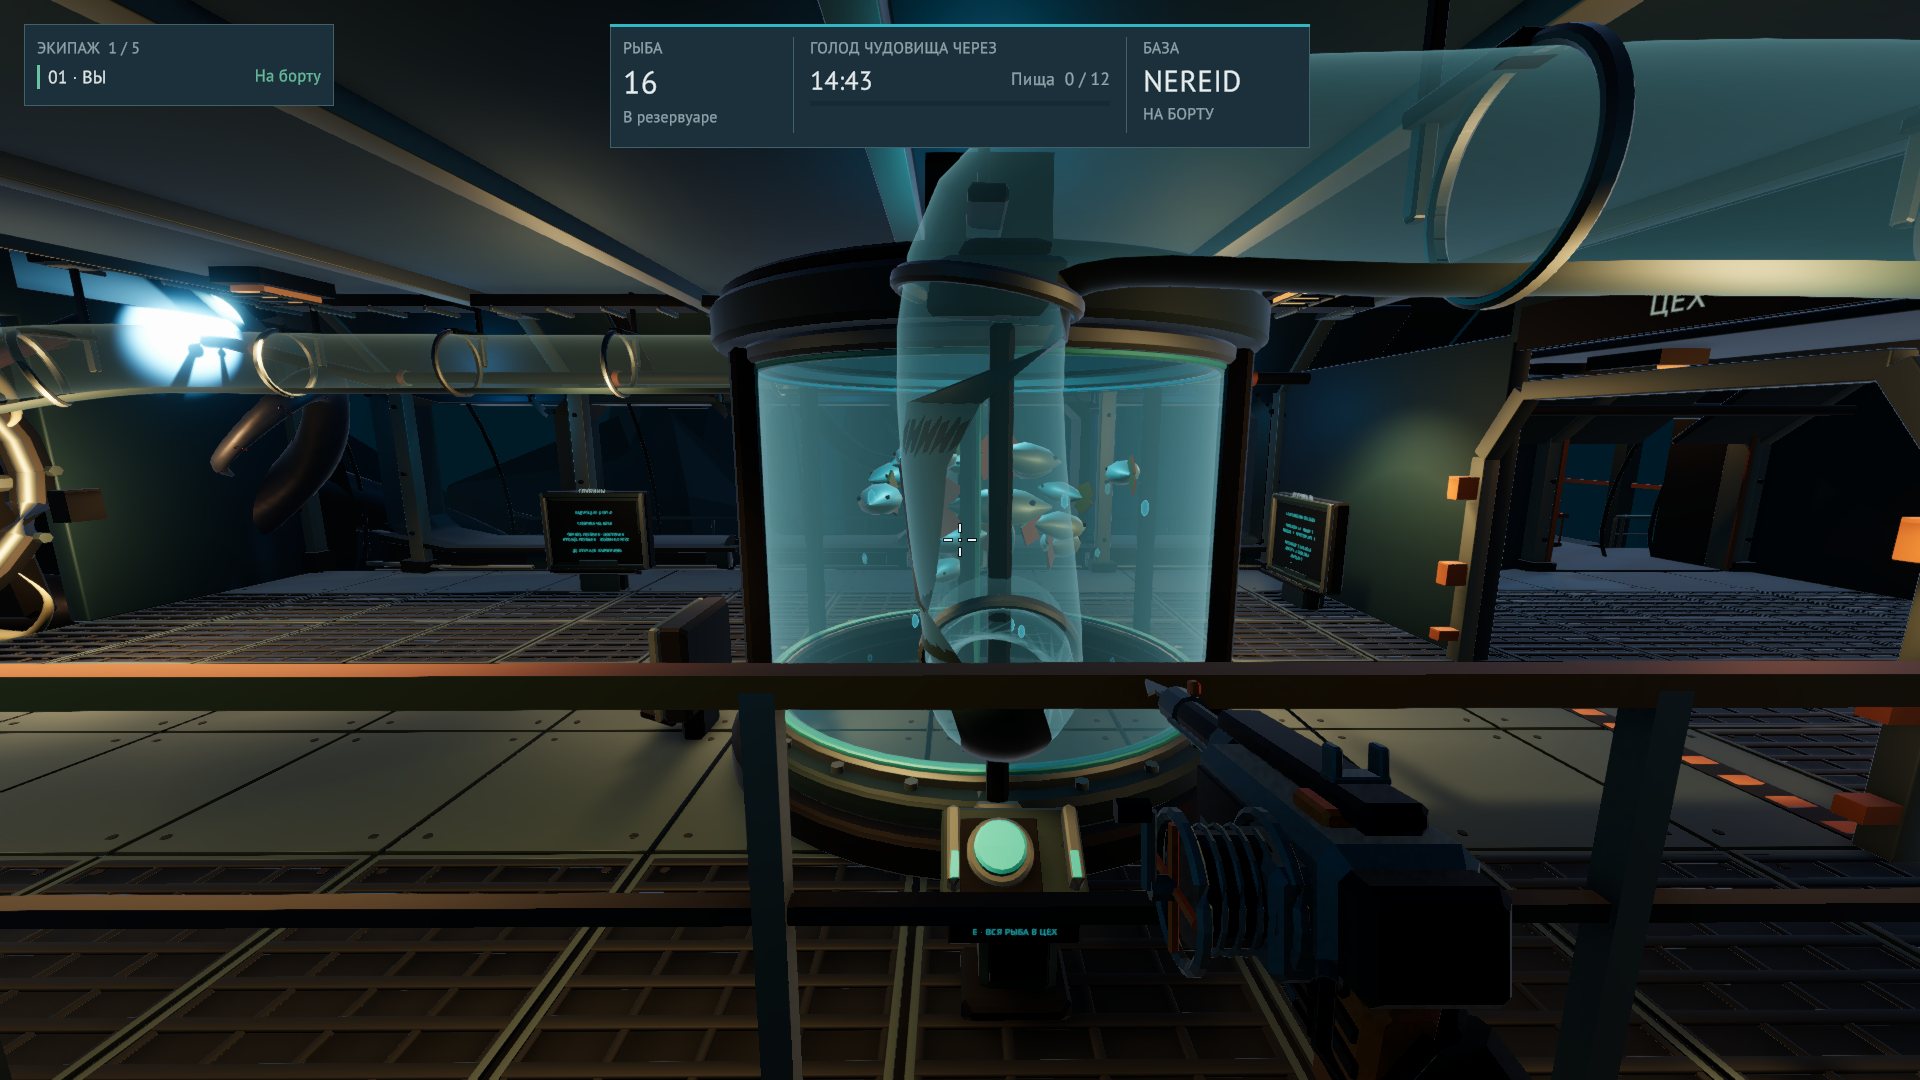 ЭКИПАЖ 1 / 5
01 · ВЫ
На борту
РЫБА
16
В резервуаре
ГОЛОД ЧУДОВИЩА ЧЕРЕЗ
14:43
Пища 0 / 12
БАЗА
NEREID
НА БОРТУ
ЦЕХ
E · ВСЯ РЫБА В ЦЕХ